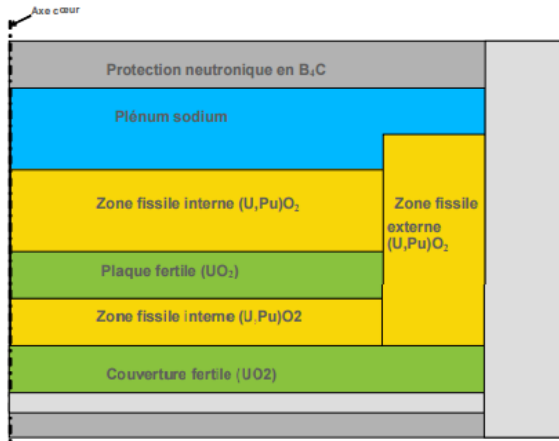 Axe cœur
Protection neutronique en B₄C
Plénum sodium
Zone fissile interne (U,Pu)O₂
Zone fissile
externe
(U,Pu)O₂
Plaque fertile (UO₂)
Zone fissile interne (U,Pu)O2
Couverture fertile (UO2)